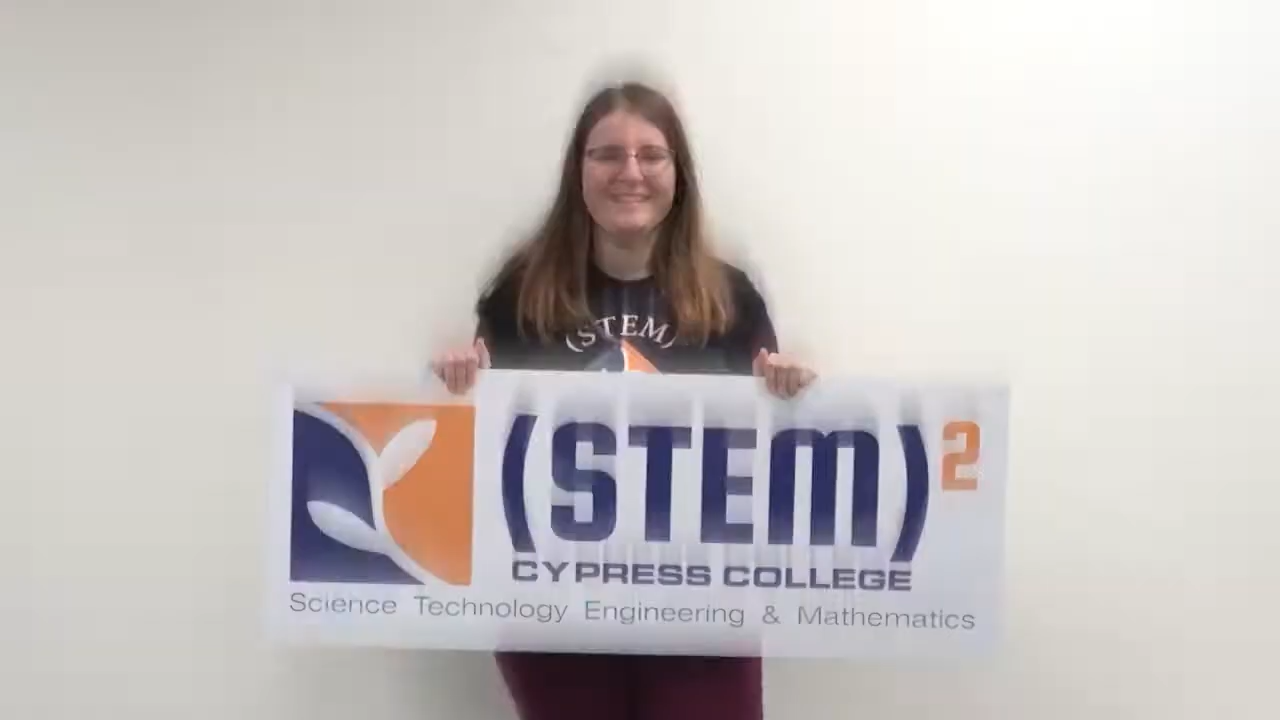 (STEM)
(STEM)²
CYPRESS COLLEGE
Science Technology Engineering & Mathematics